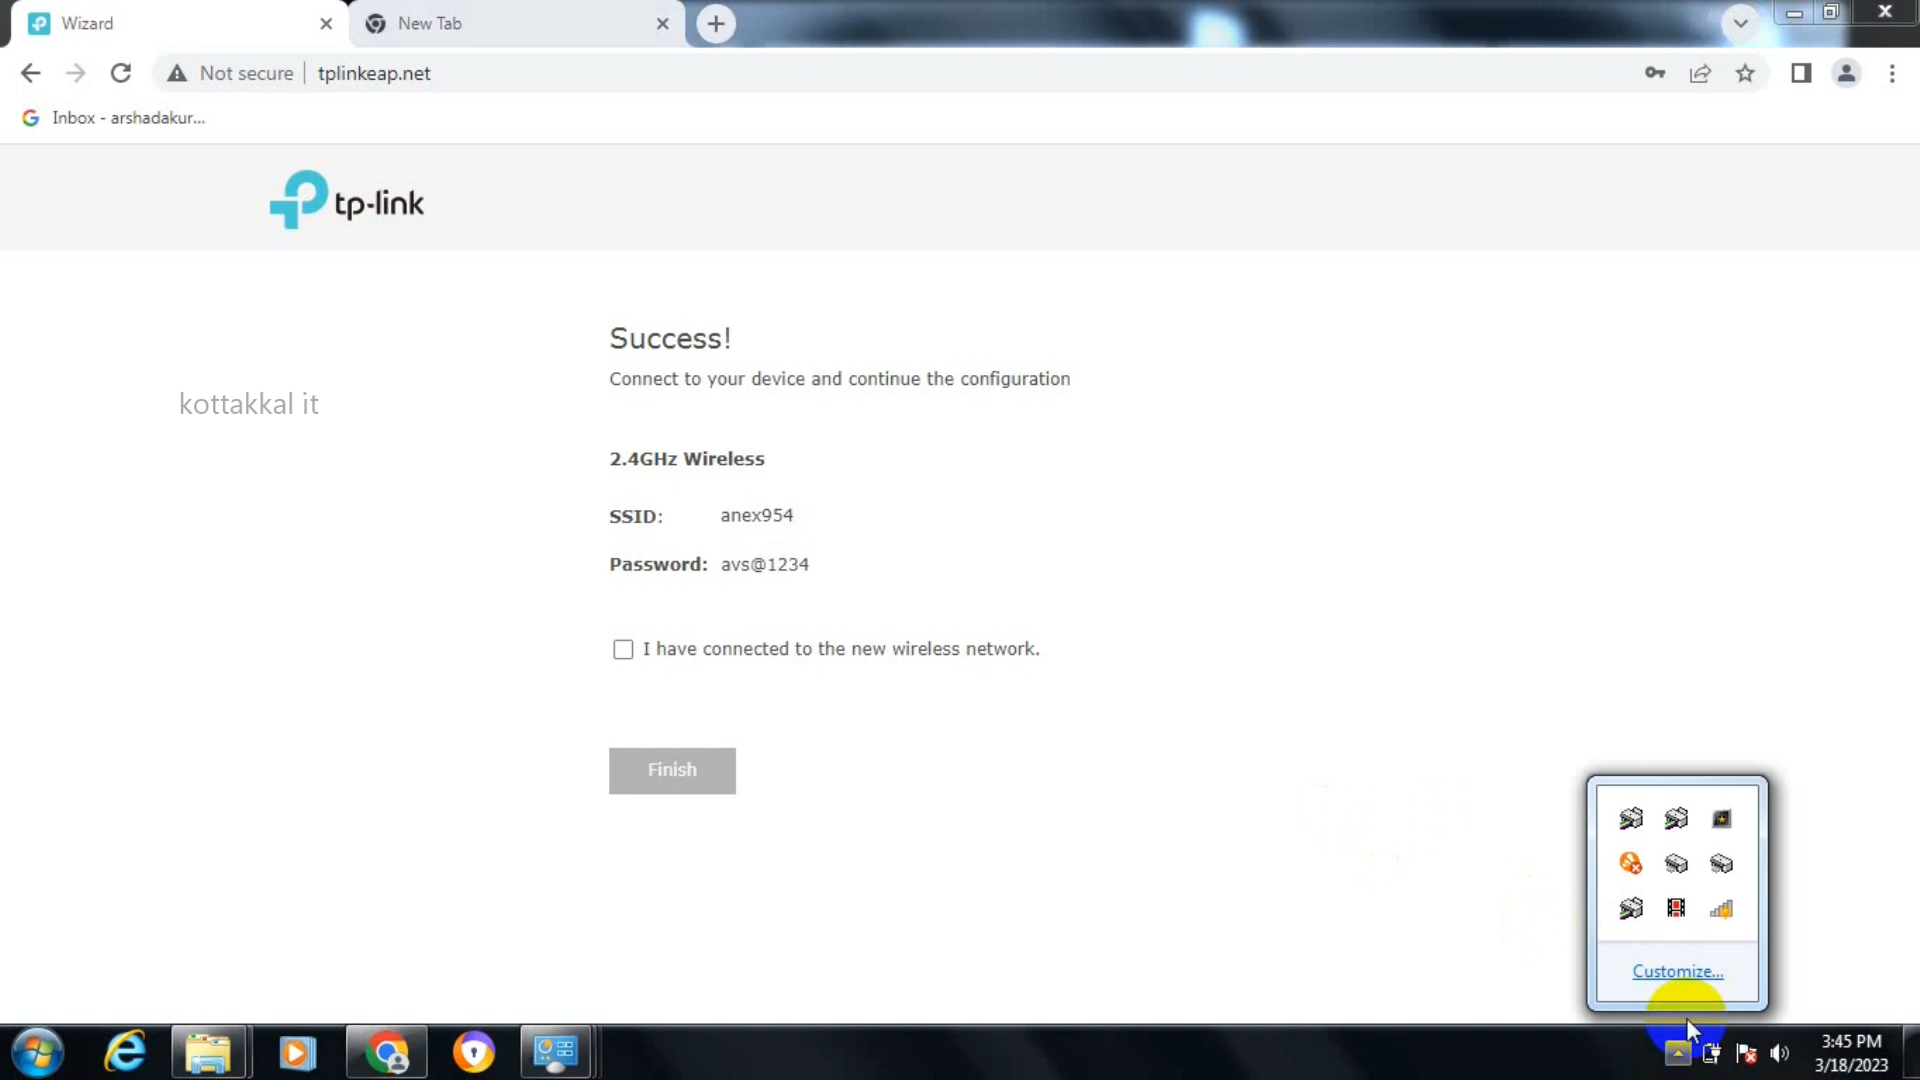 Wizard
New Tab
Not secure
tplinkeap.net
Inbox - arshadakur...
tp-link
Success!
Connect to your device and continue the configuration
kottakkal it
2.4GHz Wireless
SSID: anex954
Password: avs@1234
I have connected to the new wireless network.
Finish
Customize...
3:45 PM
3/18/2023